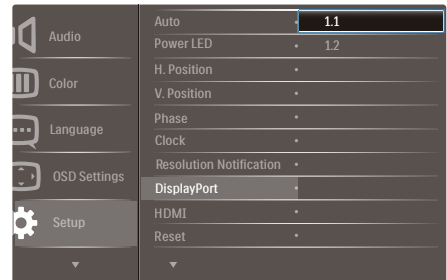 Audio
Color
Language
OSD Settings
Setup
Auto
Power LED
H. Position
V. Position
Phase
Clock
Resolution Notification
DisplayPort
HDMI
Reset
1.1
1.2